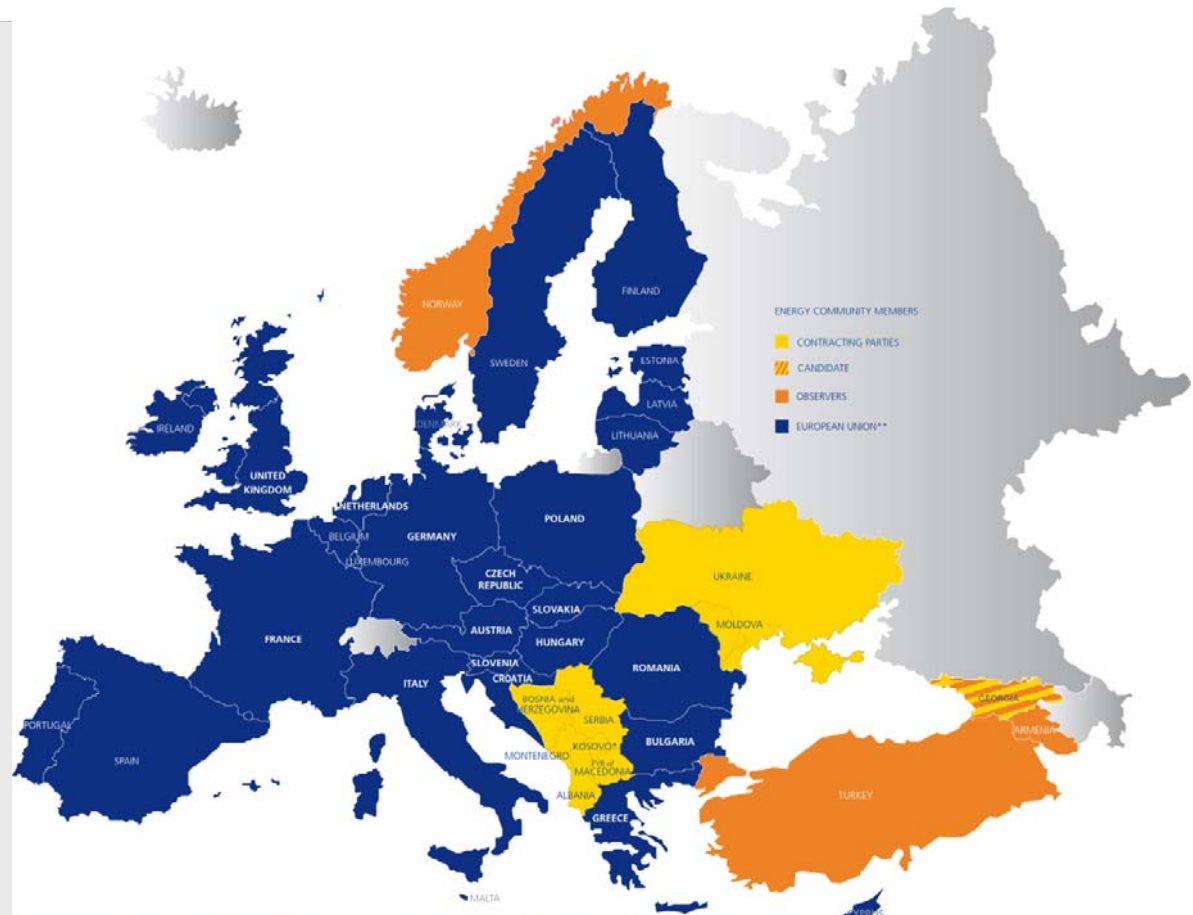 NORWAY
FINLAND
SWEDEN
ENERGY COMMUNITY MEMBERS
CONTRACTING PARTIES
CANDIDATE
OBSERVERS
EUROPEAN UNION**
ESTONIA
LATVIA
LITHUANIA
DENMARK
IRELAND
UNITED
KINGDOM
NETHERLANDS
BELGIUM
LUXEMBOURG
GERMANY
POLAND
CZECH
REPUBLIC
SLOVAKIA
AUSTRIA
HUNGARY
UKRAINE
MOLDOVA
FRANCE
SLOVENIA
CROATIA
ITALY
ROMANIA
BOSNIA and
HERZEGOVINA
SERBIA
MONTENEGRO
KOSOVO*
FYR of
MACEDONIA
ALBANIA
BULGARIA
GREECE
PORTUGAL
SPAIN
GEORGIA
ARMENIA
TURKEY
MALTA
CYPRUS